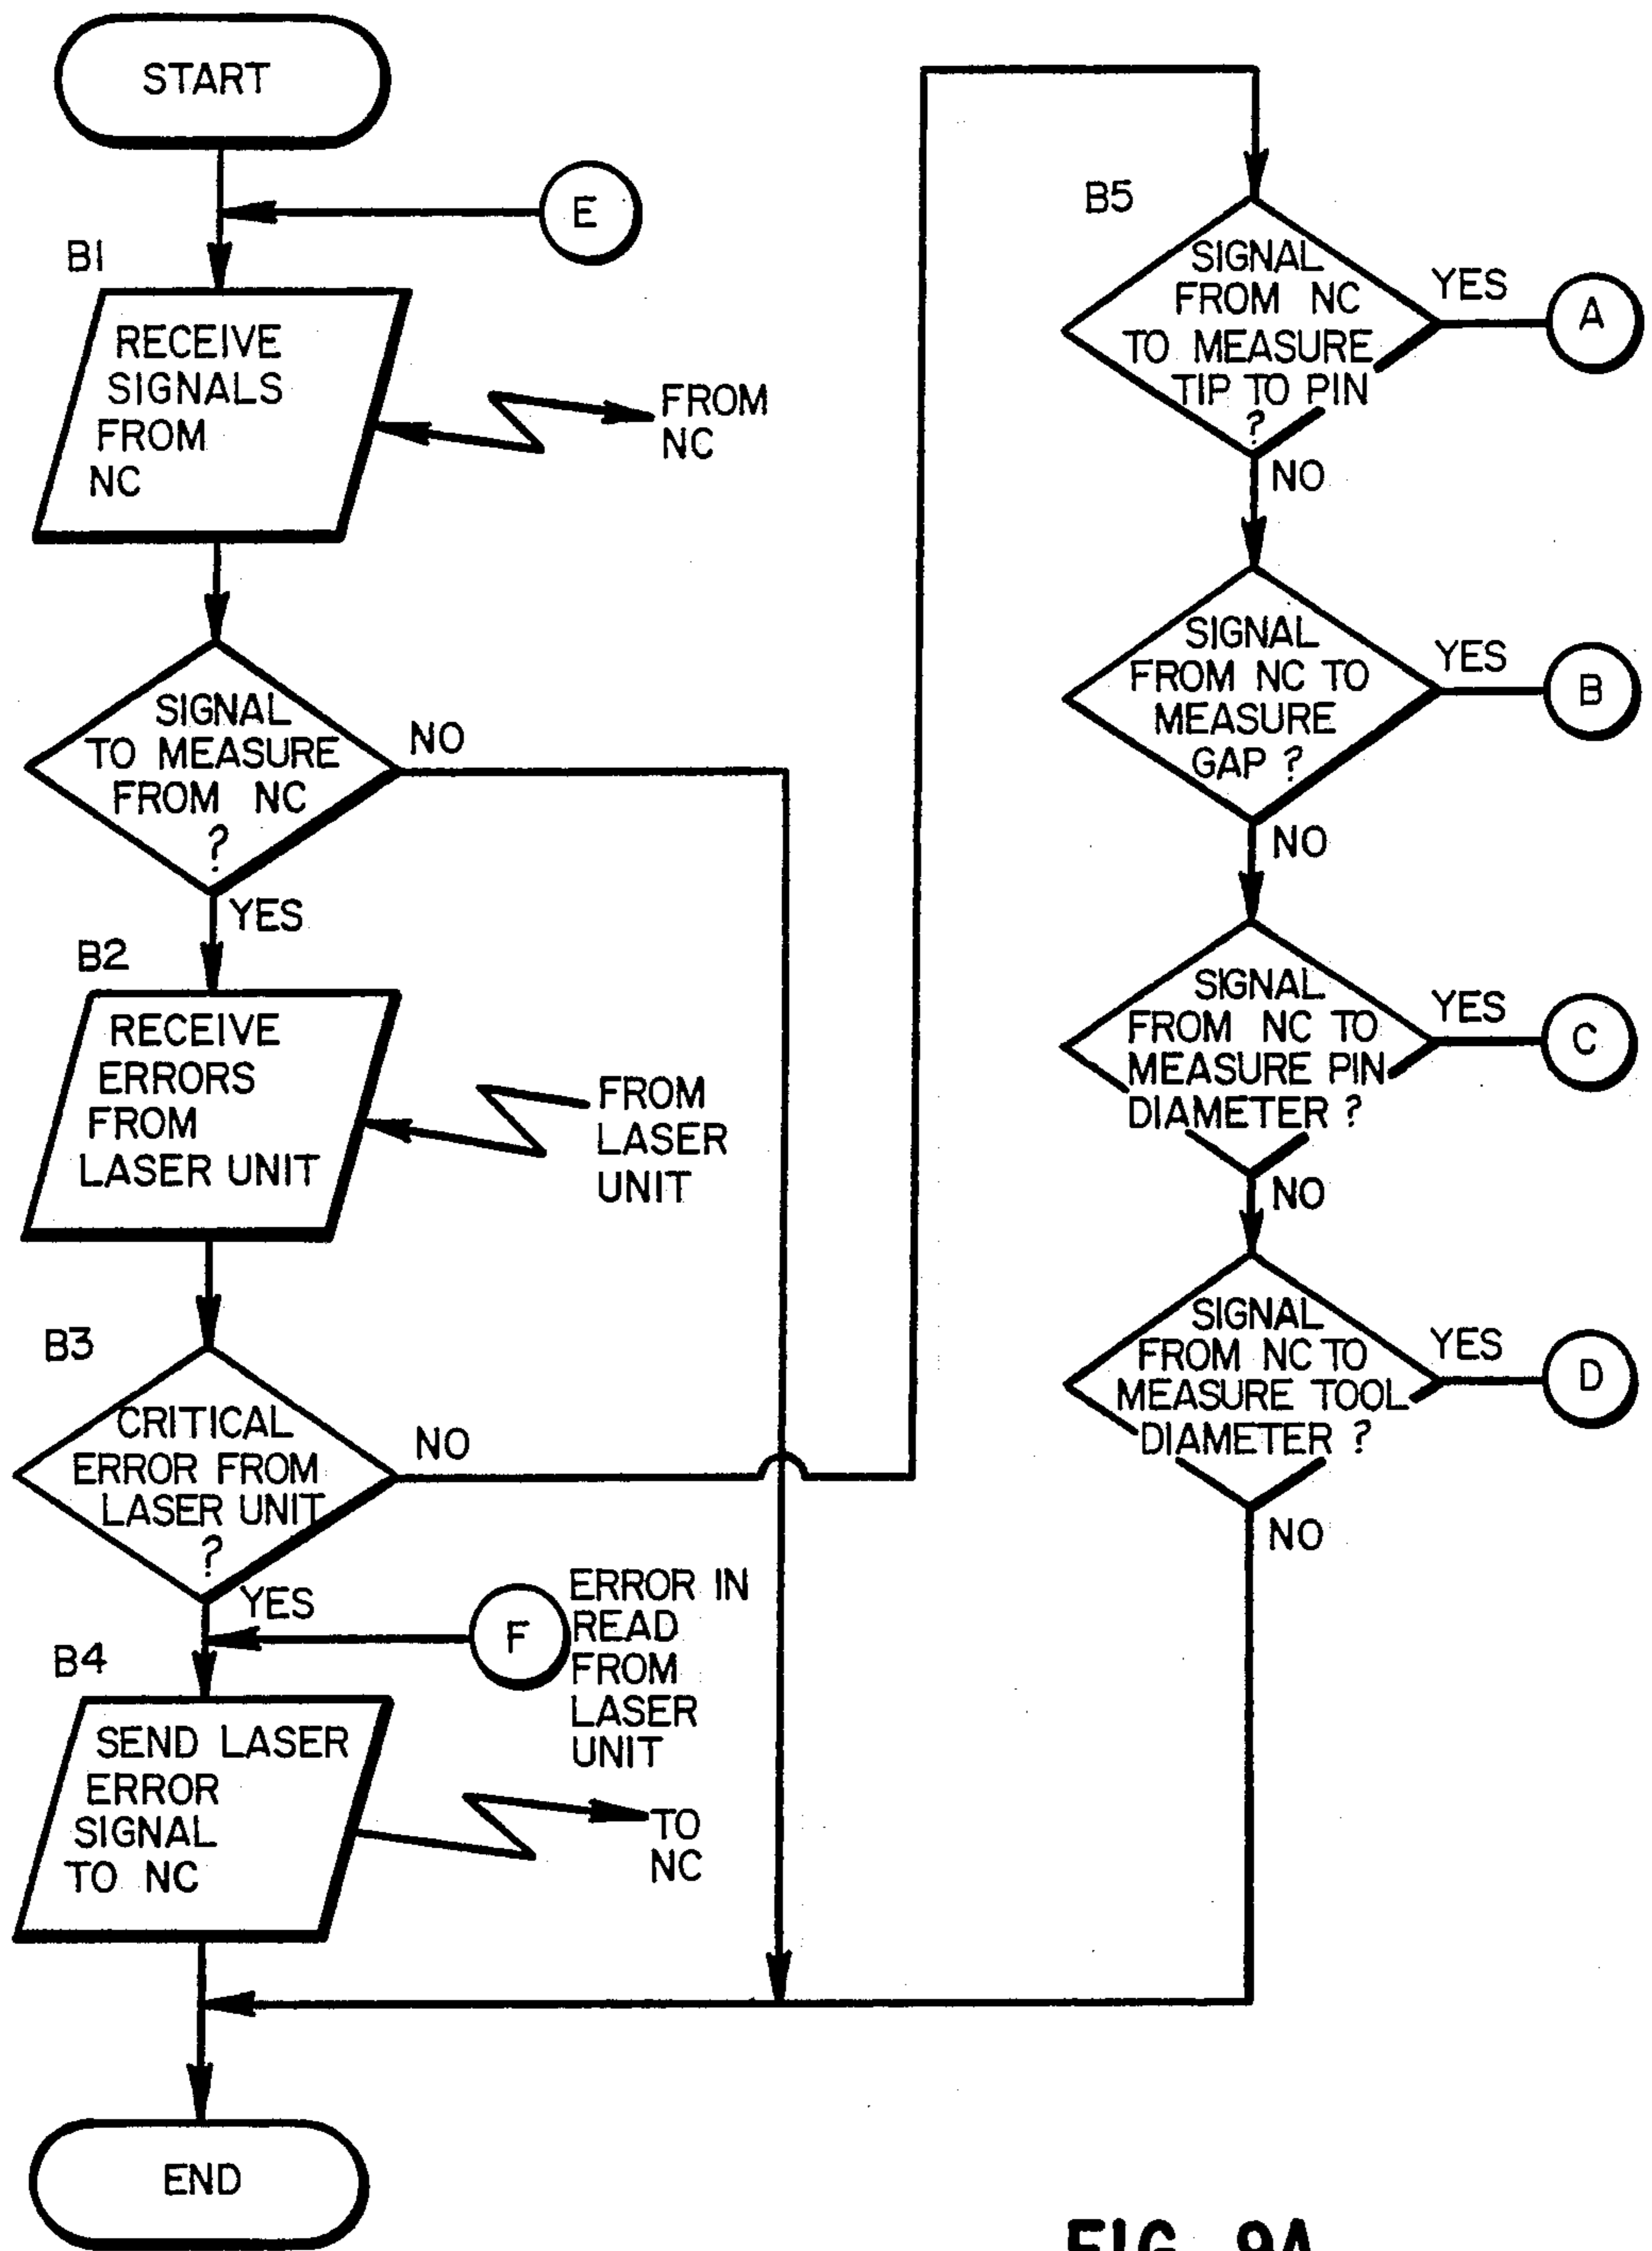 START
E
B1
RECEIVE
SIGNALS
FROM
NC
FROM
NC
SIGNAL
TO MEASURE
FROM NC
?
NO
YES
B2
RECEIVE
ERRORS
FROM
LASER UNIT
FROM
LASER
UNIT
B3
CRITICAL
ERROR FROM
LASER UNIT
?
NO
YES
F
ERROR IN
READ
FROM
LASER
UNIT
B4
SEND LASER
ERROR
SIGNAL
TO NC
TO
NC
END
B5
SIGNAL
FROM NC
TO MEASURE
TIP TO PIN
?
YES
A
NO
SIGNAL
FROM NC TO
MEASURE
GAP ?
YES
B
NO
SIGNAL
FROM NC TO
MEASURE PIN
DIAMETER ?
YES
C
NO
SIGNAL
FROM NC TO
MEASURE TOOL
DIAMETER ?
YES
D
NO
FIG. 9A